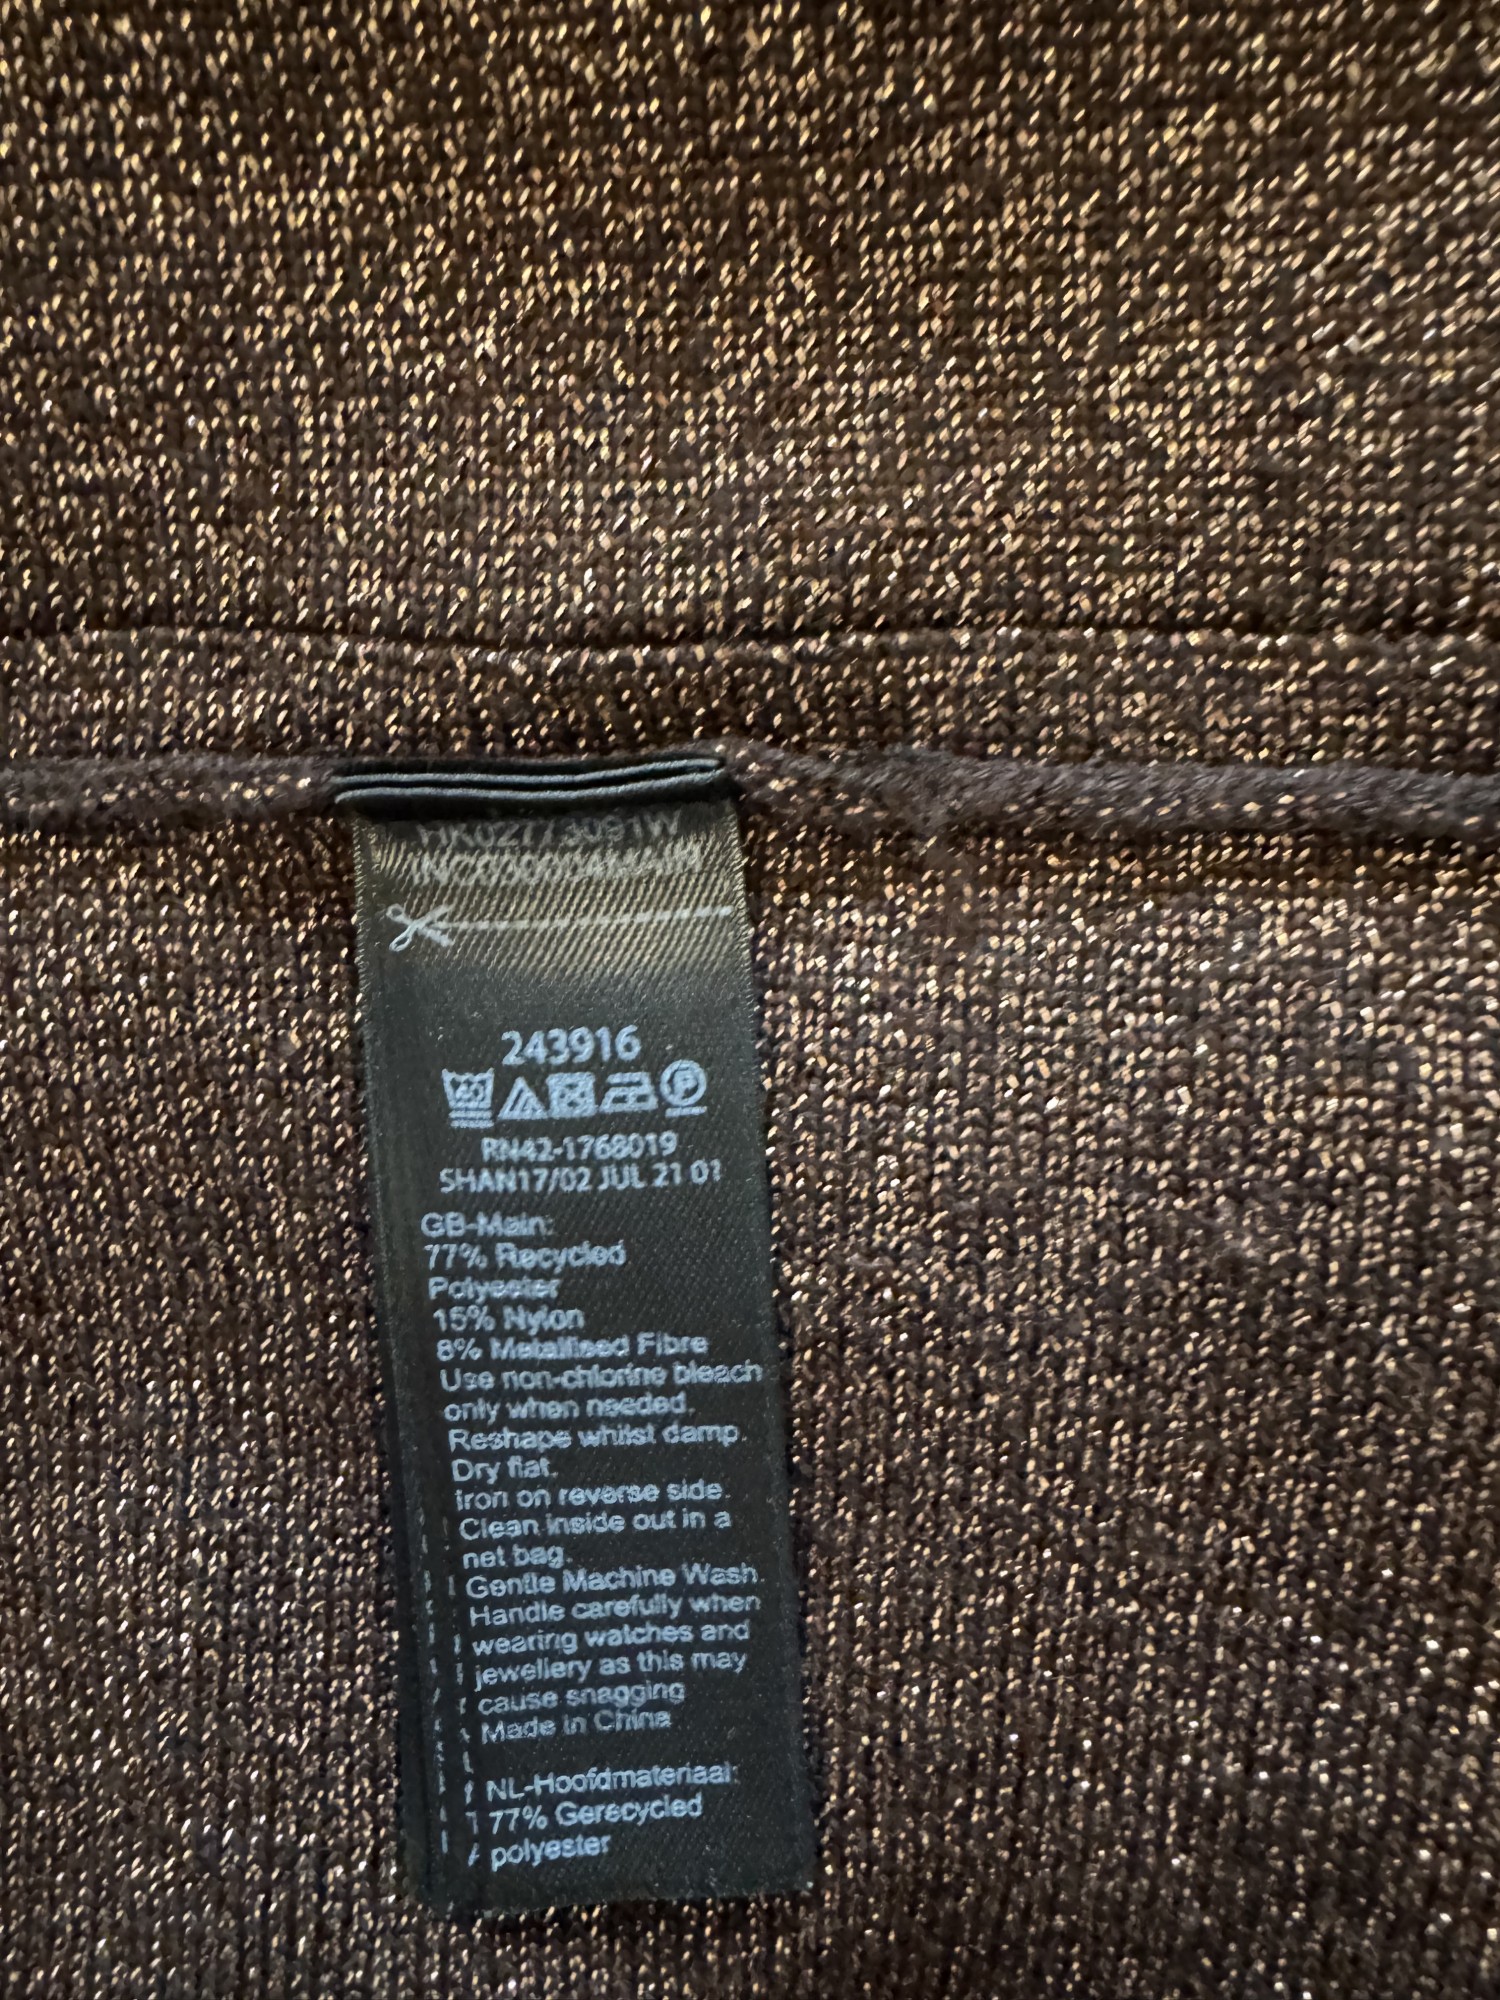 243916
RN42-1768019
SHAN17/02 JUL 21 01
GB-Main:
77% Recycled
Polyester
15% Nylon
8% Metallised Fibre
Use non-chlorine bleach
only when needed.
Reshape whilst damp.
Dry flat.
Iron on reverse side.
Clean inside out in a
net bag.
Gentle Machine Wash.
Handle carefully when
wearing watches and
jewellery as this may
cause snagging
Made in China
NL-Hoofdmateriaal:
77% Gerecycled
polyester